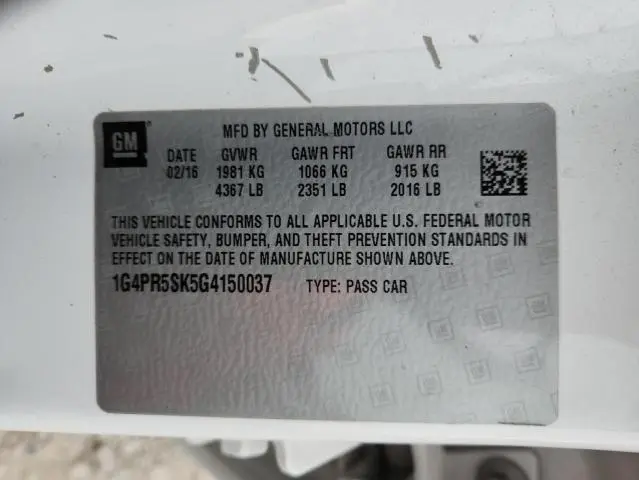 GM
MFD BY GENERAL MOTORS LLC
DATE GVWR GAWR FRT GAWR RR
02/16 1981 KG 1066 KG 915 KG
4367 LB 2351 LB 2016 LB
THIS VEHICLE CONFORMS TO ALL APPLICABLE U.S. FEDERAL MOTOR
VEHICLE SAFETY, BUMPER, AND THEFT PREVENTION STANDARDS IN
EFFECT ON THE DATE OF MANUFACTURE SHOWN ABOVE.
1G4PR5SK5G4150037 TYPE: PASS CAR